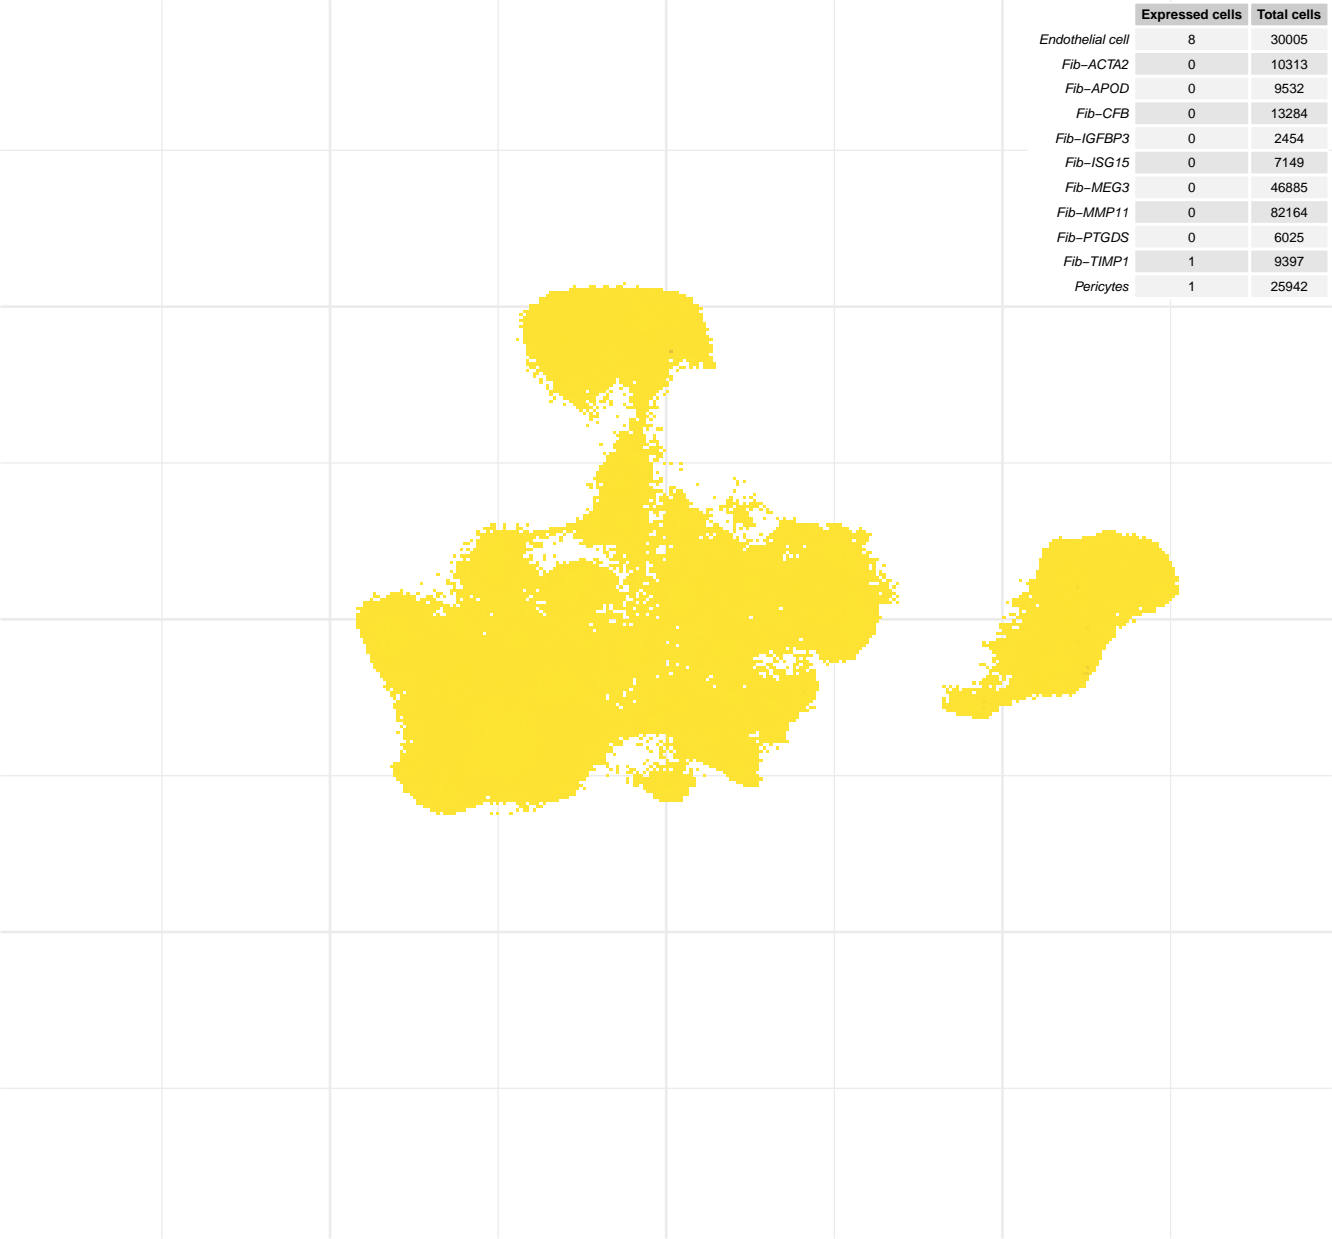 Expressed cells Total cells
Endothelial cell 8 30005
Fib−ACTA2 0 10313
Fib−APOD 0 9532
Fib−CFB 0 13284
Fib−IGFBP3 0 2454
Fib−ISG15 0 7149
Fib−MEG3 0 46885
Fib−MMP11 0 82164
Fib−PTGDS 0 6025
Fib−TIMP1 1 9397
Pericytes 1 25942